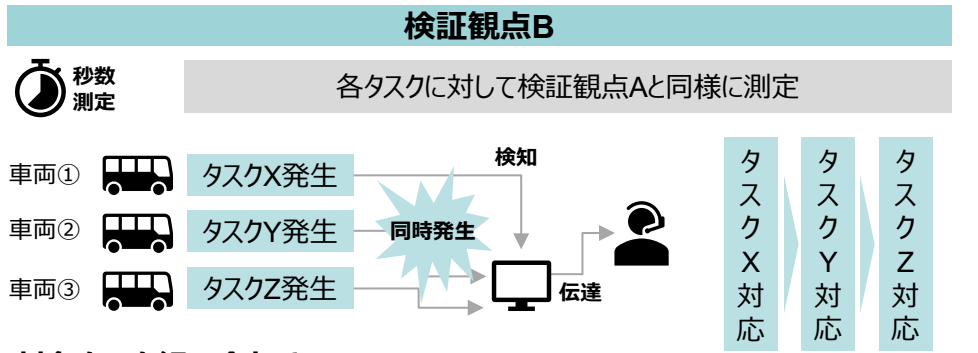 検証観点B
秒数
測定
各タスクに対して検証観点Aと同様に測定
車両①
タスクX発生
車両②
タスクY発生
車両③
タスクZ発生
同時発生
検知
伝達
タスクX対応
タスクY対応
タスクZ対応